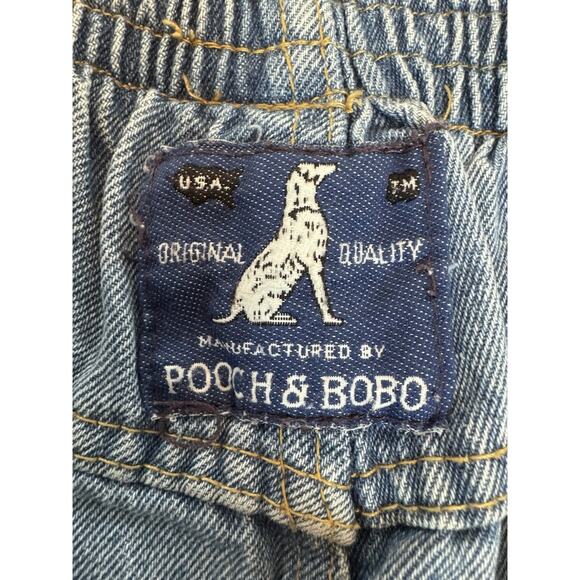 U.S.A. TM
ORIGINAL QUALITY
MANUFACTURED BY
POOCH & BOBO